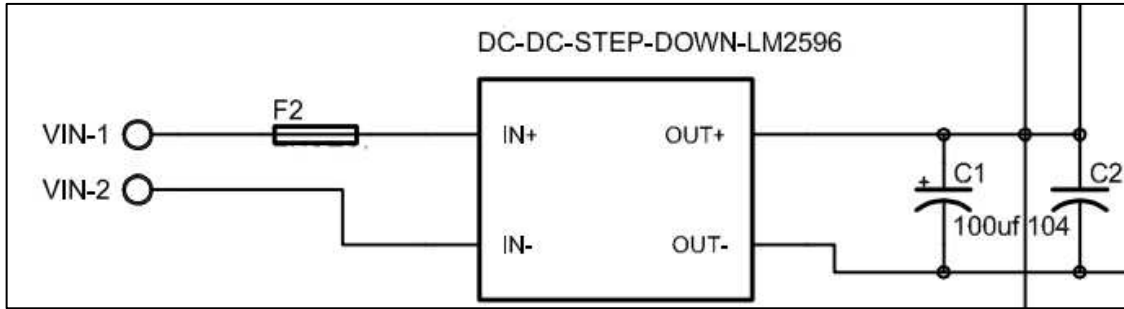 DC-DC-STEP-DOWN-LM2596
F2
VIN-1
IN+
OUT+
VIN-2
+
C1
C2
100uf
104
IN-
OUT-